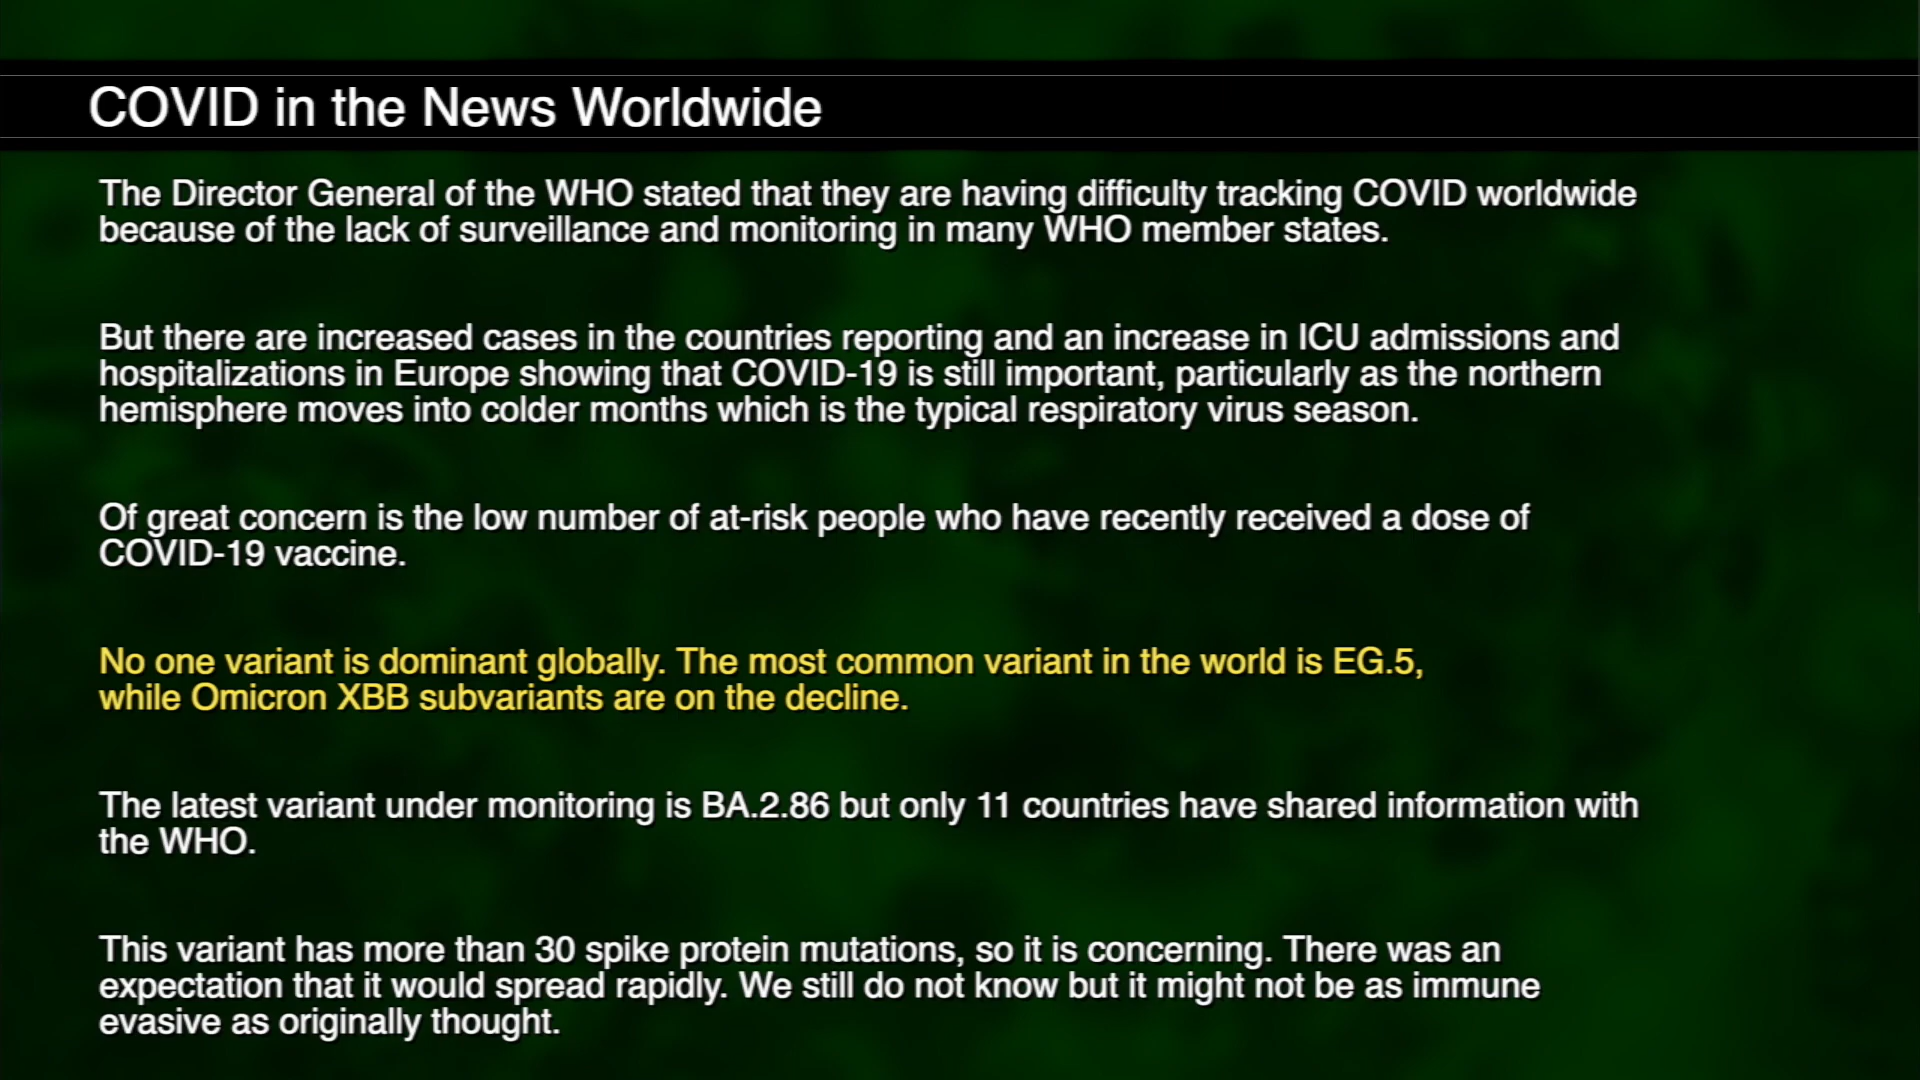 COVID in the News Worldwide
The Director General of the WHO stated that they are having difficulty tracking COVID worldwide
because of the lack of surveillance and monitoring in many WHO member states.
But there are increased cases in the countries reporting and an increase in ICU admissions and
hospitalizations in Europe showing that COVID-19 is still important, particularly as the northern
hemisphere moves into colder months which is the typical respiratory virus season.
Of great concern is the low number of at-risk people who have recently received a dose of
COVID-19 vaccine.
No one variant is dominant globally. The most common variant in the world is EG.5,
while Omicron XBB subvariants are on the decline.
The latest variant under monitoring is BA.2.86 but only 11 countries have shared information with
the WHO.
This variant has more than 30 spike protein mutations, so it is concerning. There was an
expectation that it would spread rapidly. We still do not know but it might not be as immune
evasive as originally thought.